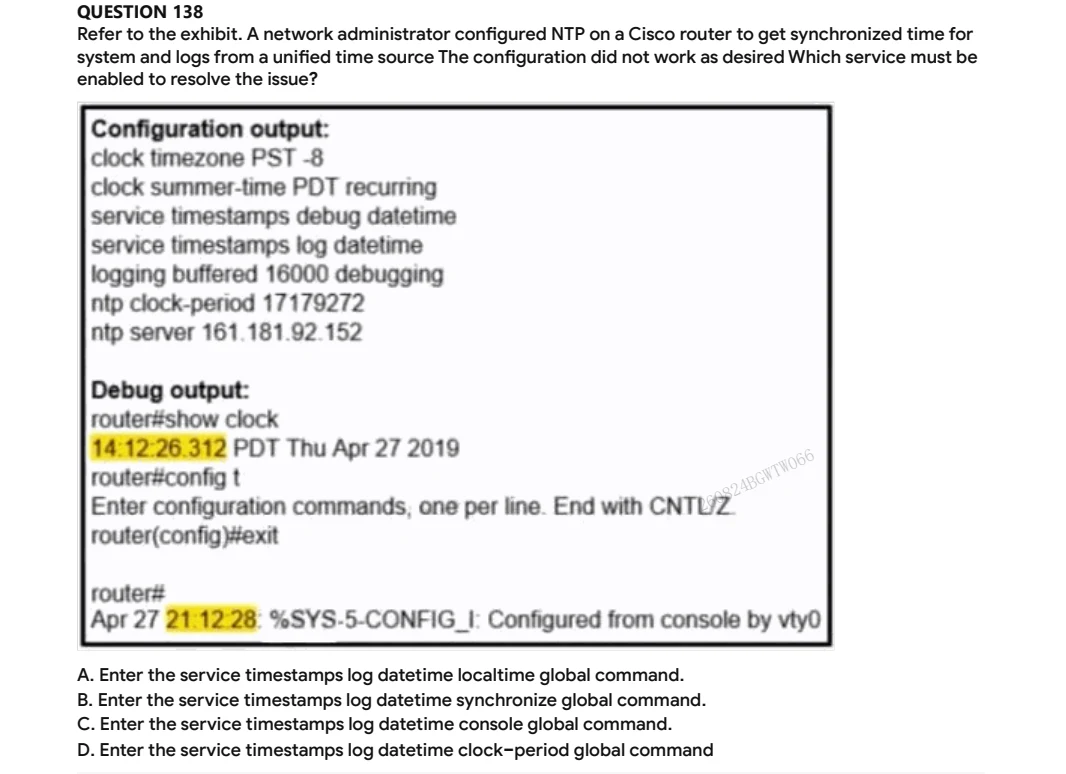 QUESTION 138
Refer to the exhibit. A network administrator configured NTP on a Cisco router to get synchronized time for
system and logs from a unified time source The configuration did not work as desired Which service must be
enabled to resolve the issue?
Configuration output:
clock timezone PST -8
clock summer-time PDT recurring
service timestamps debug datetime
service timestamps log datetime
logging buffered 16000 debugging
ntp clock-period 17179272
ntp server 161.181.92.152
Debug output:
router#show clock
14:12:26.312 PDT Thu Apr 27 2019
router#config t
Enter configuration commands, one per line. End with CNTL/Z.
router(config)#exit
router#
Apr 27 21:12:28: %SYS-5-CONFIG_I: Configured from console by vty0
A. Enter the service timestamps log datetime localtime global command.
B. Enter the service timestamps log datetime synchronize global command.
C. Enter the service timestamps log datetime console global command.
D. Enter the service timestamps log datetime clock-period global command